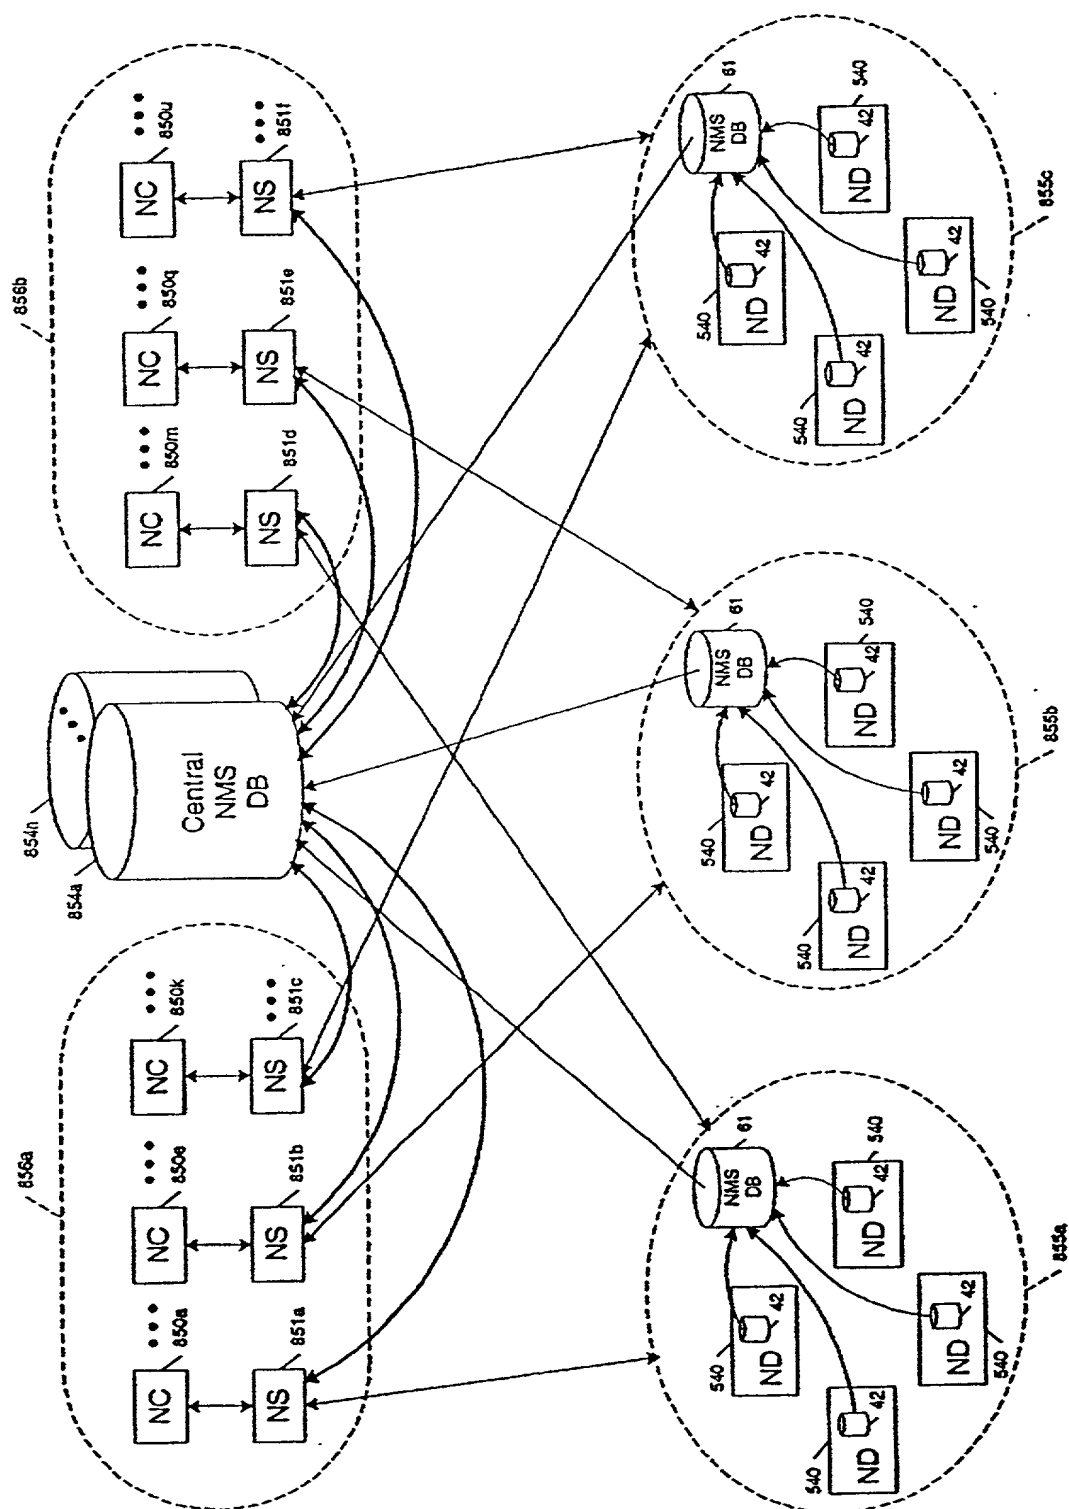 856a
850a
850e
850k
NC
NC
NC
851a
851b
851c
NS
NS
NS
854n
854a
Central
NMS
DB
856b
850m
850q
850u
NC
NC
NC
851d
851e
851f
NS
NS
NS
61
NMS
DB
540
42
ND
540
42
ND
540
42
ND
540
42
ND
855a
61
NMS
DB
540
42
ND
540
42
ND
540
42
ND
540
42
ND
855b
61
NMS
DB
540
42
ND
540
42
ND
540
42
ND
540
42
ND
855c